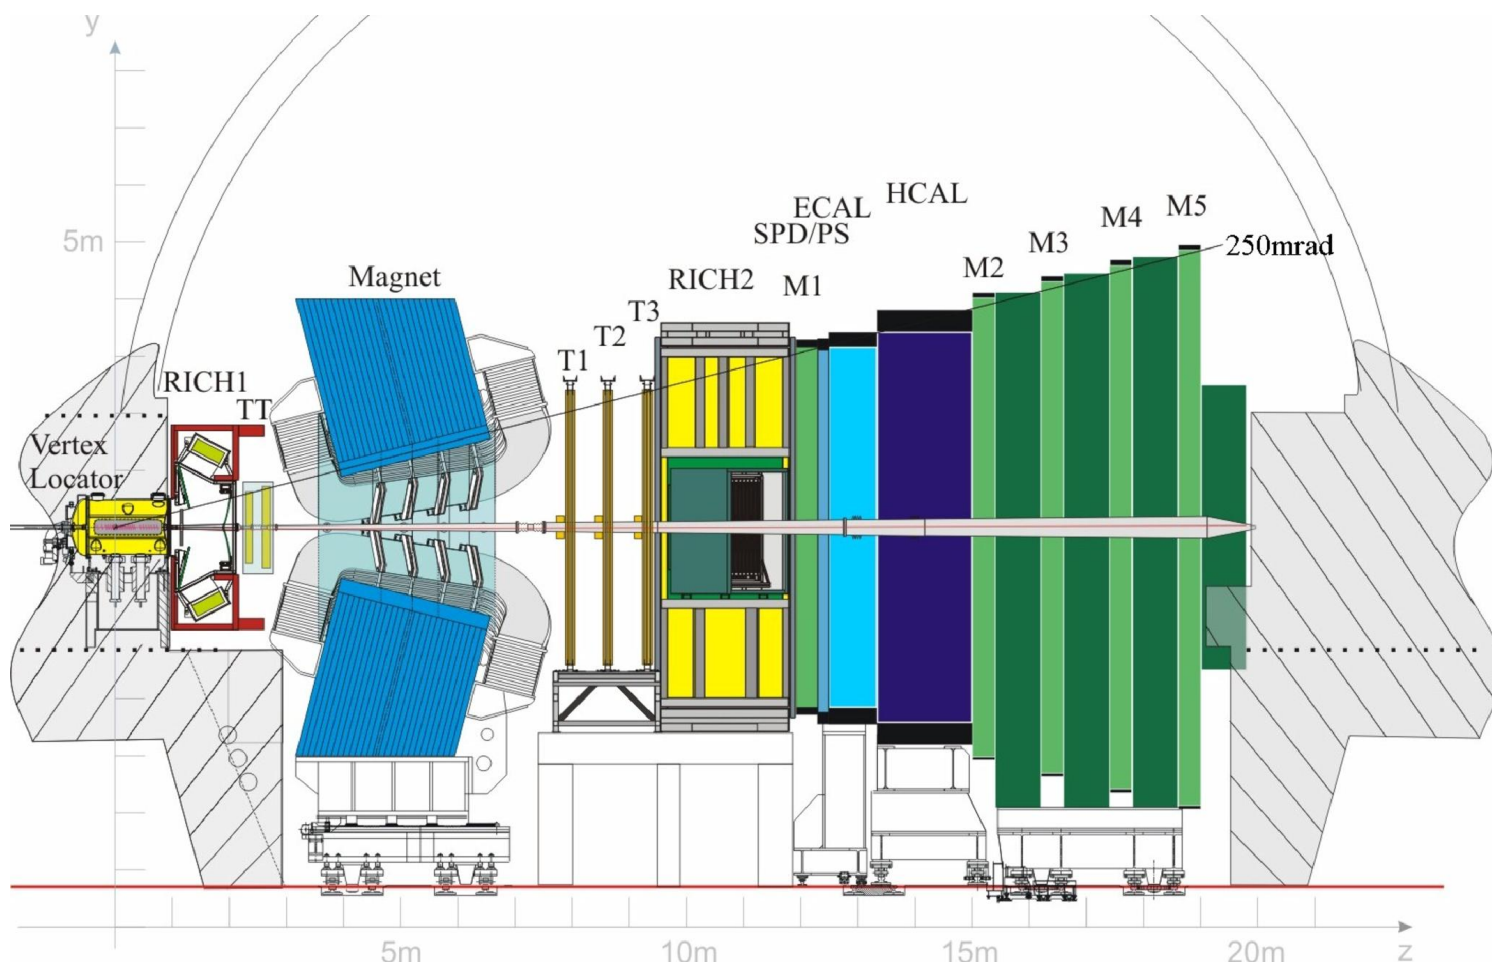 y
5m
HCAL
ECAL
SPD/PS
M5
M4
M3
250mrad
M2
M1
RICH2
Magnet
T3
T2
T1
RICH1
TT
Vertex
Locator
5m
10m
15m
20m
z